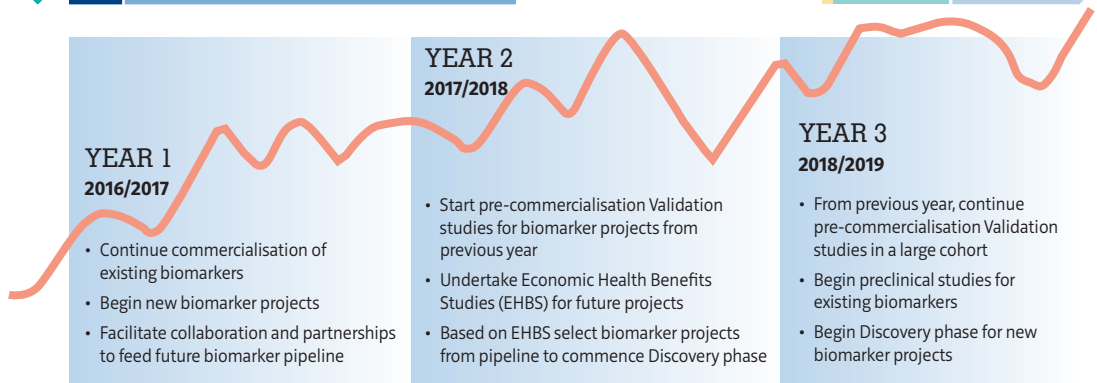 YEAR 1
2016/2017
• Continue commercialisation of
existing biomarkers
• Begin new biomarker projects
• Facilitate collaboration and partnerships
to feed future biomarker pipeline
YEAR 2
2017/2018
• Start pre-commercialisation Validation
studies for biomarker projects from
previous year
• Undertake Economic Health Benefits
Studies (EHBS) for future projects
• Based on EHBS select biomarker projects
from pipeline to commence Discovery phase
YEAR 3
2018/2019
• From previous year, continue
pre-commercialisation Validation
studies in a large cohort
• Begin preclinical studies for
existing biomarkers
• Begin Discovery phase for new
biomarker projects